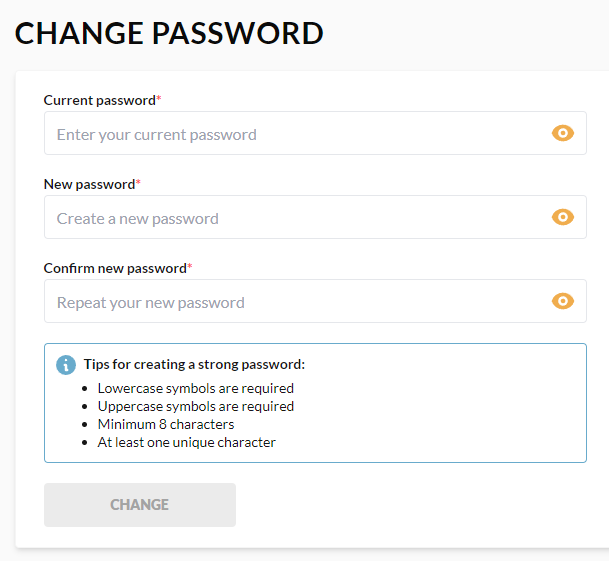 CHANGE PASSWORD
Current password*
Enter your current password
New password*
Create a new password
Confirm new password*
Repeat your new password
Tips for creating a strong password:
Lowercase symbols are required
Uppercase symbols are required
Minimum 8 characters
At least one unique character
CHANGE